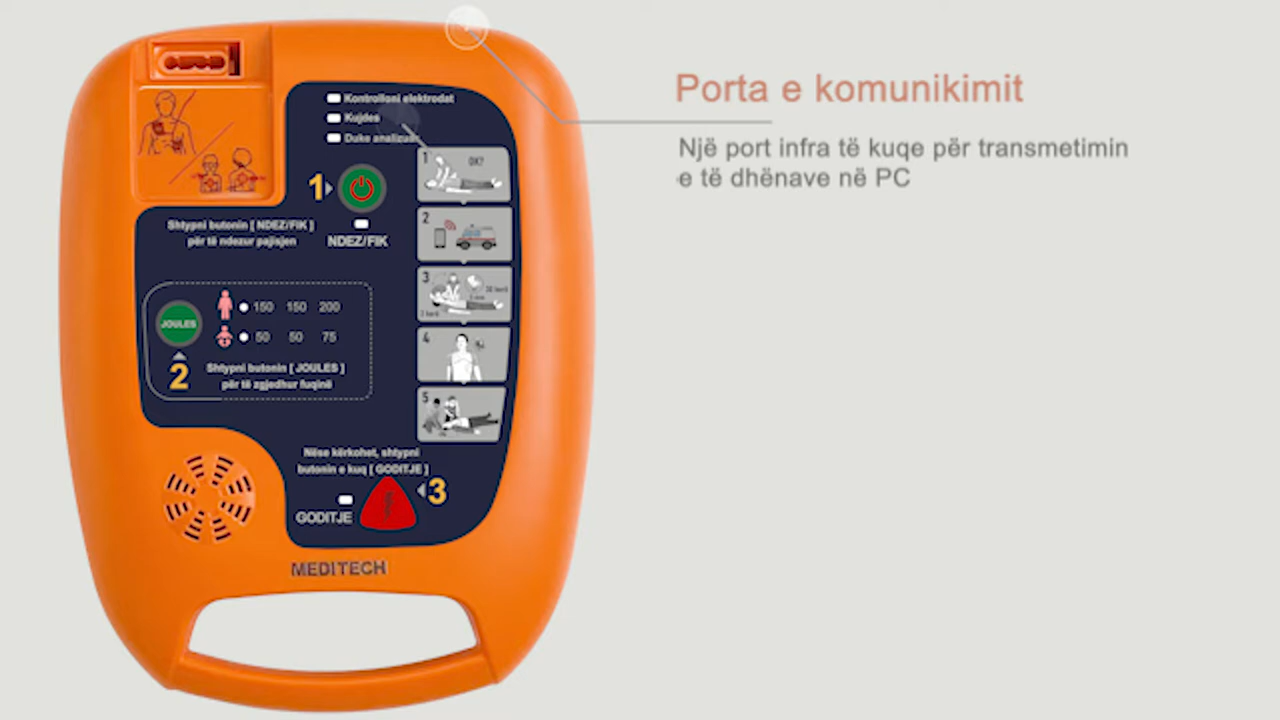 Porta e komunikimit
Një port infra të kuqe për transmetimin
e të dhënave në PC
Kontrolloni elektrodat
Kujdes
Duke analizuar
1
NDEZ/FIK
Shtypni butonin [ NDEZ/FIK ]
për të ndezur pajisjen
JOULES
150 150 200
50 50 75
2
Shtypni butonin [ JOULES ]
për të zgjedhur fuqinë
1
OK?
2
3
4
5
Nëse kërkohet, shtypni
butonin e kuq [ GODITJE ]
3
GODITJE
MEDITECH